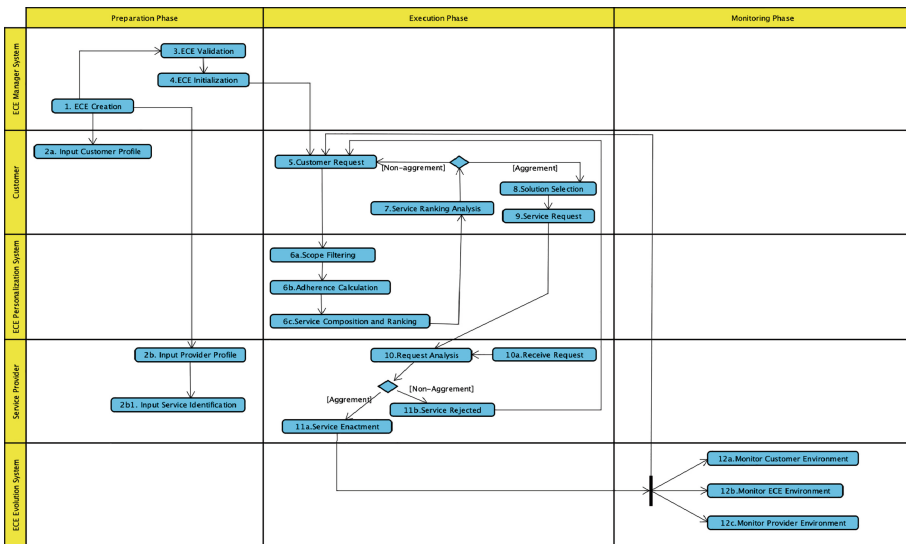 Preparation Phase
Execution Phase
Monitoring Phase
ECE Manager System
3.ECE Validation
4.ECE Initialization
1. ECE Creation
Customer
2a. Input Customer Profile
5.Customer Request
[Non-aggrement]
[Aggrement]
8.Solution Selection
7.Service Ranking Analysis
9.Service Request
ECE Personalization System
6a.Scope Filtering
6b.Adherence Calculation
6c.Service Composition and Ranking
Service Provider
2b. Input Provider Profile
10.Request Analysis
10a.Receive Request
[Non-Aggrement]
[Aggrement]
2b1. Input Service Identification
11b.Service Rejected
11a.Service Enactment
ECE Evolution System
12a.Monitor Customer Environment
12b.Monitor ECE Environment
12c.Monitor Provider Environment